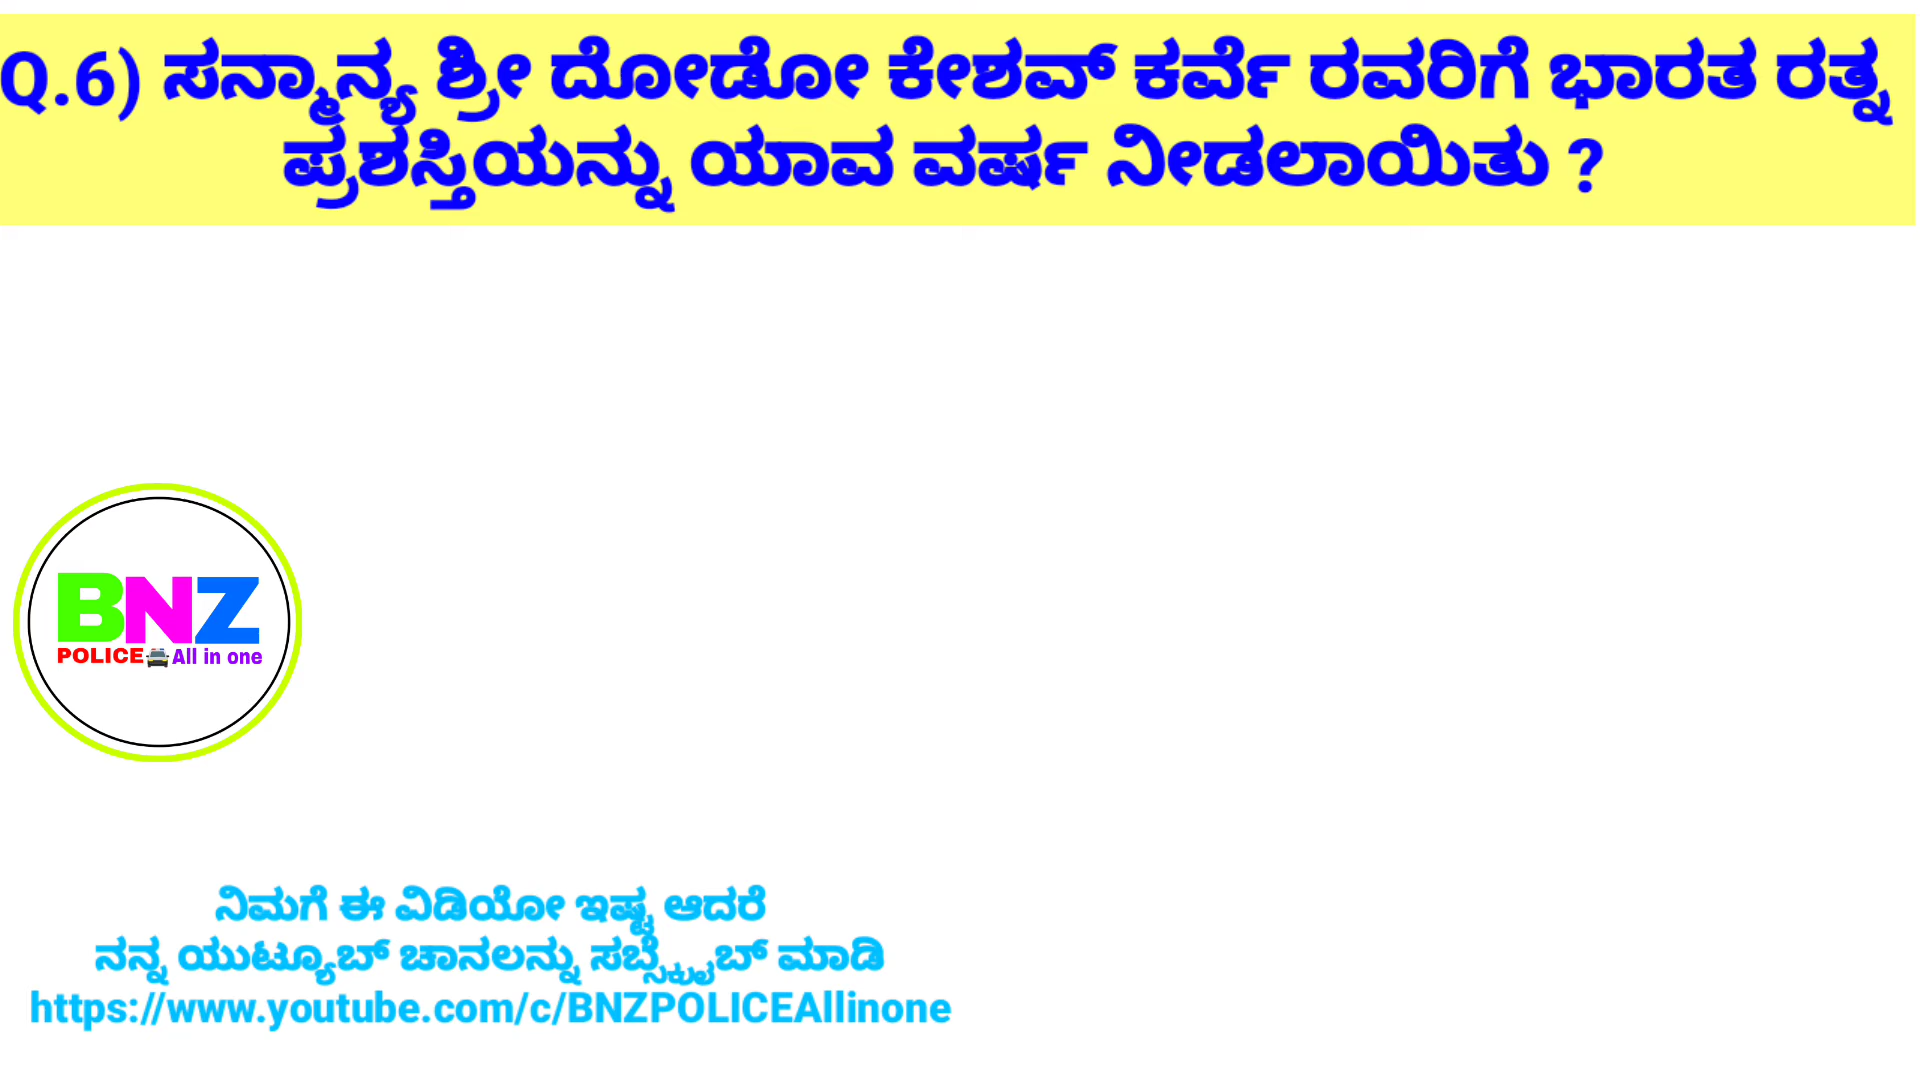 Q.6) ಸನ್ಮಾನ್ಯ ಶ್ರೀ ದೋಡೋ ಕೇಶವ್ ಕರ್ವೆ ರವರಿಗೆ ಭಾರತ ರತ್ನ
ಪ್ರಶಸ್ತಿಯನ್ನು ಯಾವ ವರ್ಷ ನೀಡಲಾಯಿತು ?
BNZ
POLICE🚔All in one
ನಿಮಗೆ ಈ ವಿಡಿಯೋ ಇಷ್ಟ ಆದರೆ
ನನ್ನ ಯುಟ್ಯೂಬ್ ಚಾನಲನ್ನು ಸಬ್ಸ್ಕ್ರೈಬ್ ಮಾಡಿ
https://www.youtube.com/c/BNZPOLICEAllinone